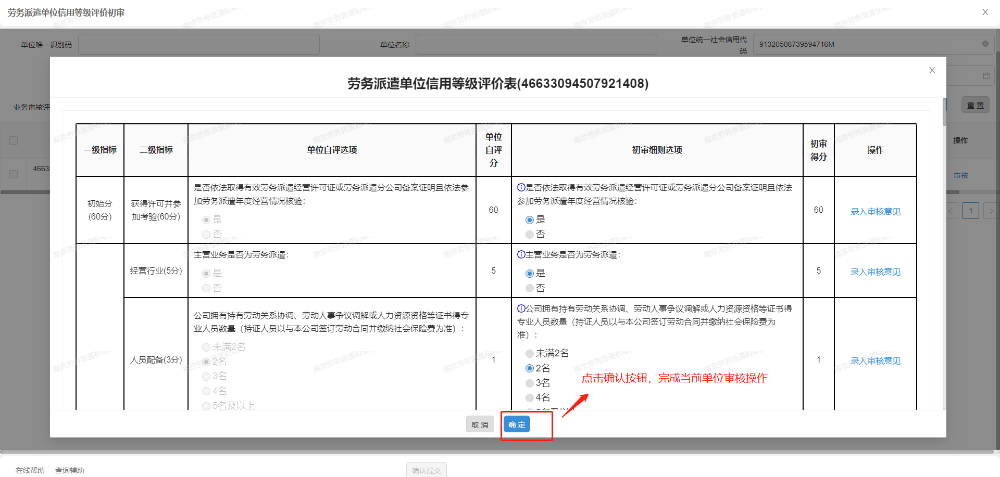 劳务派遣单位信用等级评价初审
X
单位唯一识别码
单位名称
单位统一社会信用代
码
91320508739594716M
业务审核评
重 置
操作
4663
审核
1
X
劳务派遣单位信用等级评价表(46633094507921408)
一级指标
二级指标
单位自评选项
单位
自评
分
初审细则选项
初审
得分
操作
初始分
(60分)
获得许可并参
加考验(60分)
是否依法取得有效劳务派遣经营许可证或劳务派遣分公司备案证明且依法参
加劳务派遣年度经营情况核验：
是
否
60
是否依法取得有效劳务派遣经营许可证或劳务派遣分公司备案证明且依法
参加劳务派遣年度经营情况核验：
是
否
60
录入审核意见
经营行业(5分)
主营业务是否为劳务派遣：
是
否
5
主营业务是否为劳务派遣：
是
否
5
录入审核意见
人员配备(3分)
公司拥有持有劳动关系协调、劳动人事争议调解或人力资源资格等证书得专
业人员数量（持证人员以与本公司签订劳动合同并缴纳社会保险费为准）：
未满2名
2名
3名
4名
5名及以上
1
公司拥有持有劳动关系协调、劳动人事争议调解或人力资源资格等证书得
专业人员数量（持证人员以与本公司签订劳动合同并缴纳社会保险费为
准）：
未满2名
2名
3名
4名
1
录入审核意见
点击确认按钮，完成当前单位审核操作
取 消
确 定
在线帮助
查询辅助
确认提交